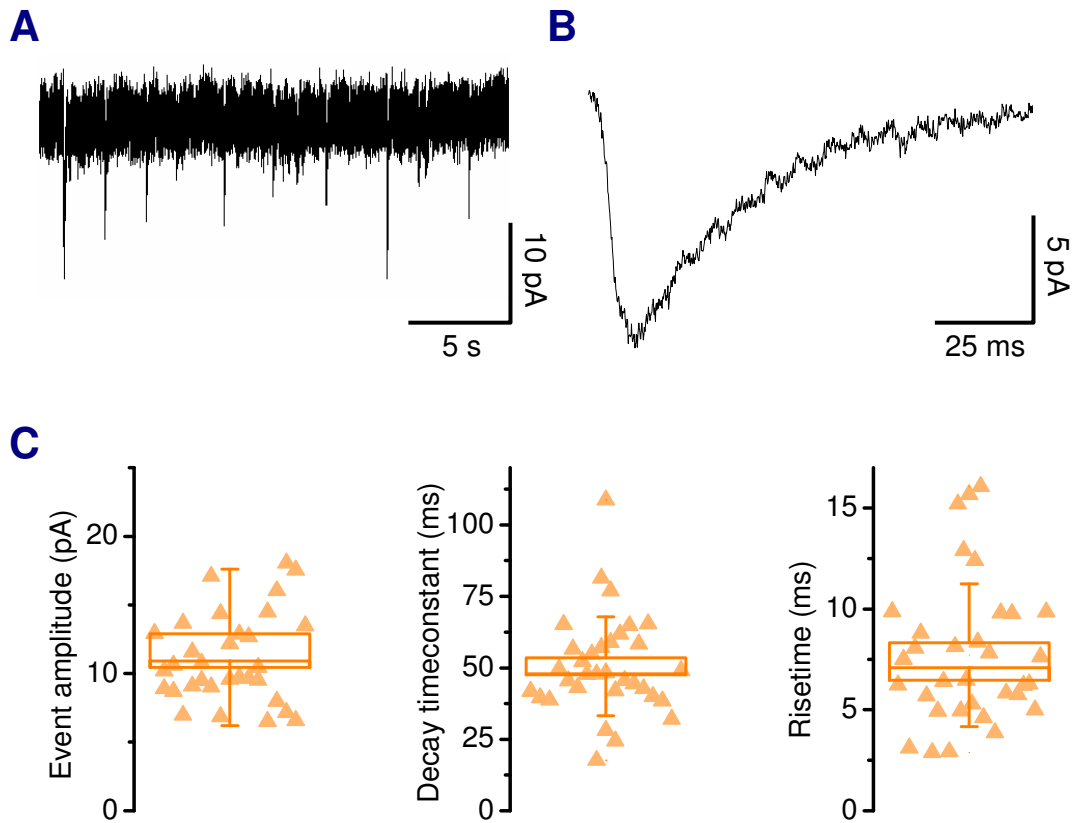 A
B
10 pA
5 s
5 pA
25 ms
C
Event amplitude (pA)
20
10
0
Decay timeconstant (ms)
100
75
50
25
0
Risetime (ms)
15
10
5
0